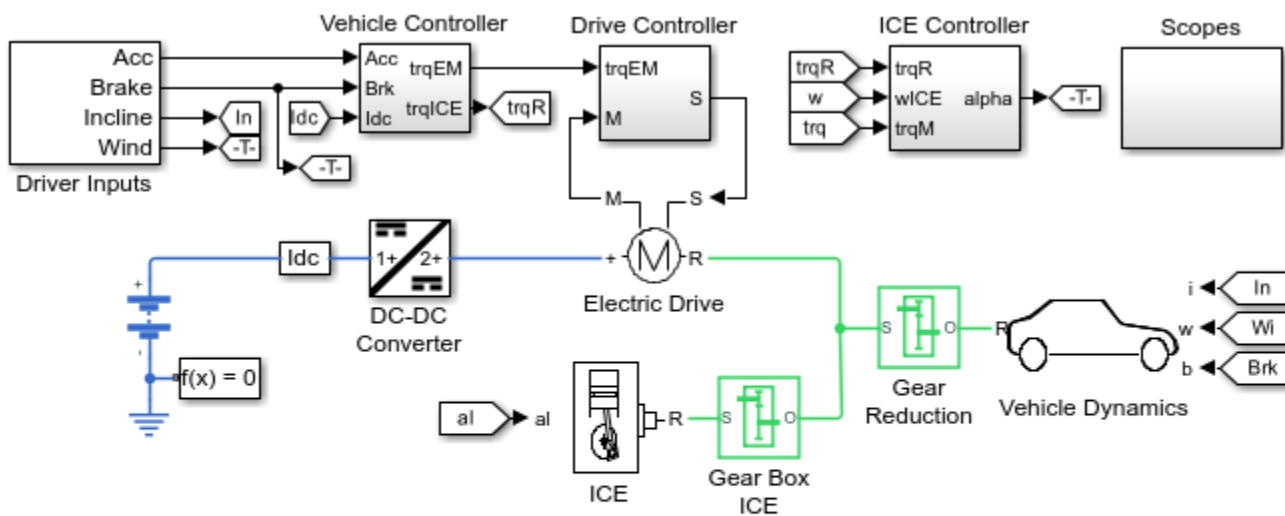 Vehicle Controller
Drive Controller
ICE Controller
Scopes
Acc
Brake
Incline
Wind
Driver Inputs
In
-T-
-T-
Idc
Acc
Brk
Idc
trqEM
trqICE
trqR
trqEM
M
S
trqR
w
trq
trqR
wICE
trqM
alpha
-T-
M
S
+
-
f(x) = 0
Idc
1+
2+
DC-DC
Converter
+
M
R
Electric Drive
S
O
Gear
Reduction
R
i
w
b
In
Wi
Brk
Vehicle Dynamics
al
al
ICE
R
S
O
Gear Box
ICE